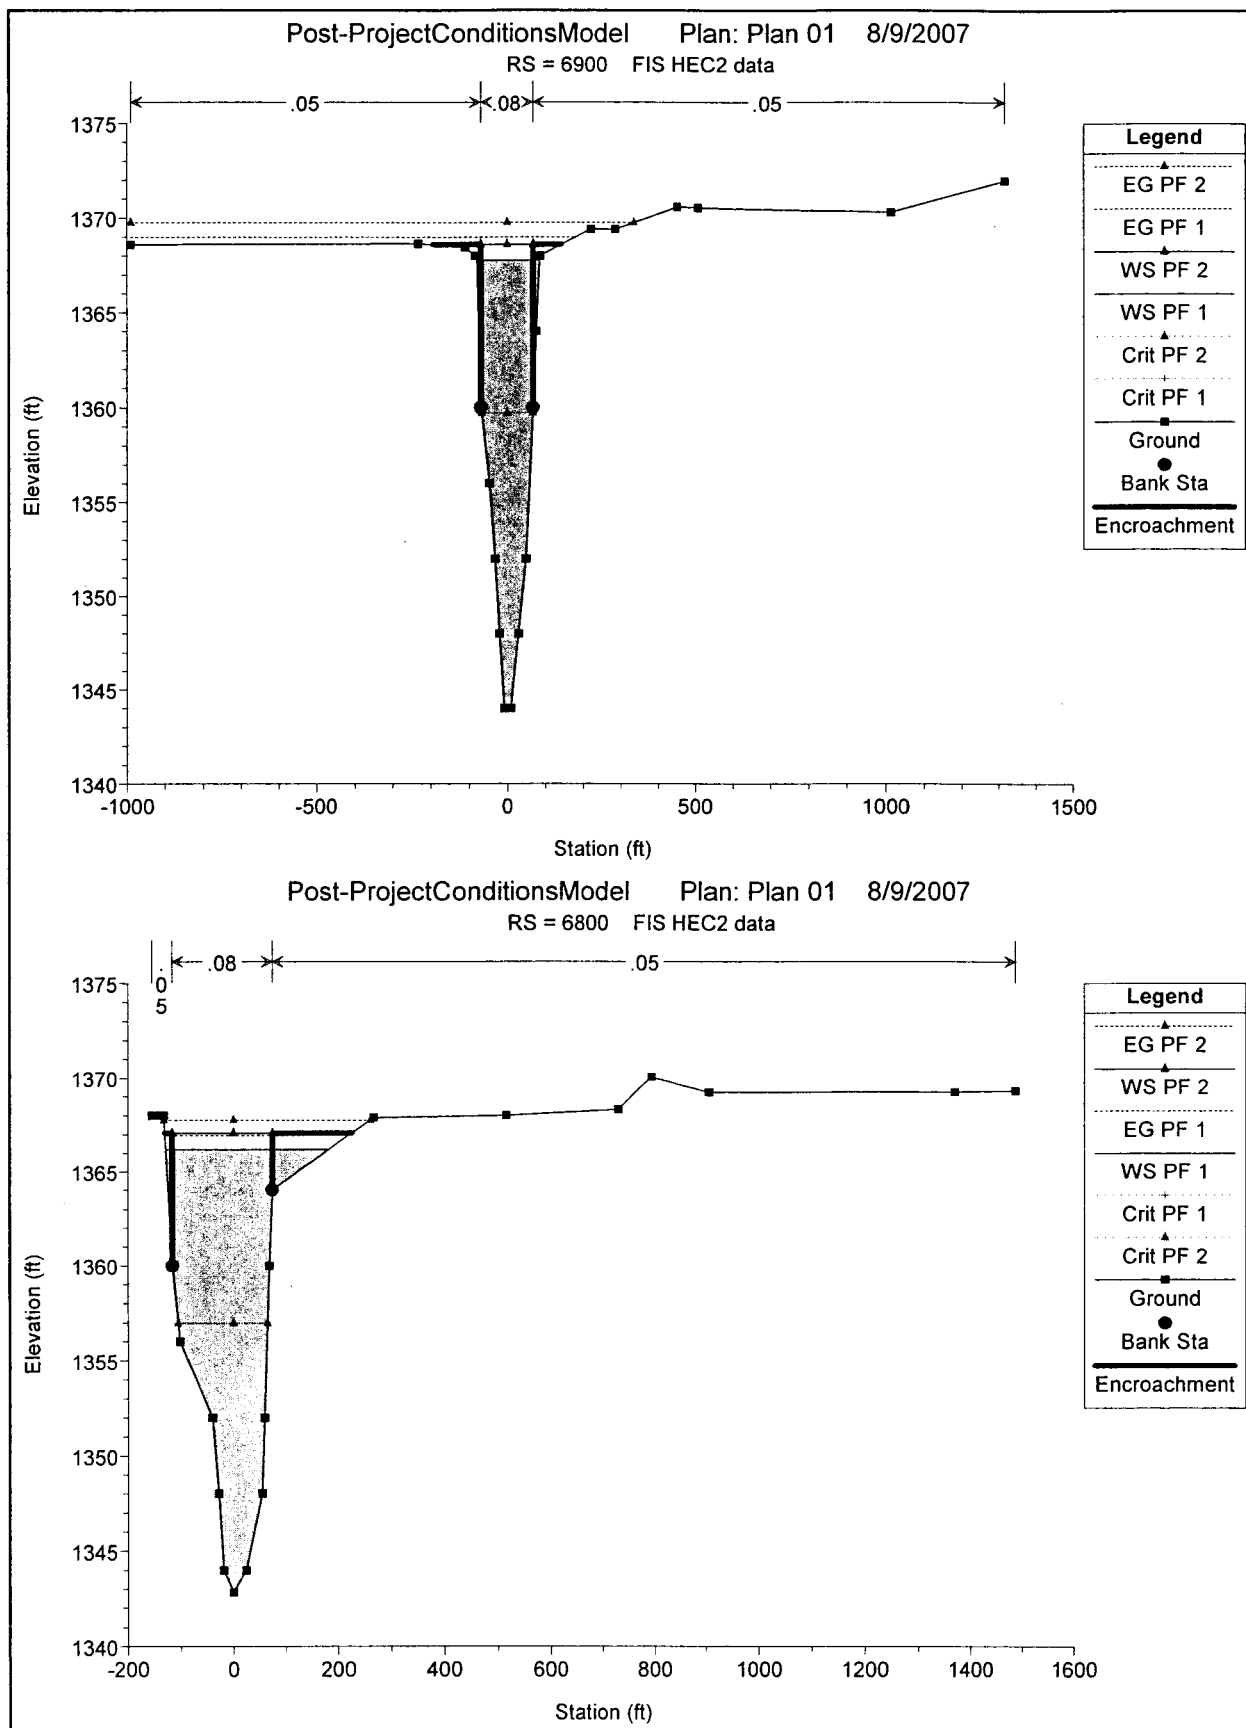 Post-ProjectConditionsModel Plan: Plan 01 8/9/2007
RS = 6900 FIS HEC2 data
.05 .08 .05
1375
1370
1365
1360
1355
1350
1345
1340
Elevation (ft)
-1000 -500 0 500 1000 1500
Station (ft)
Legend
EG PF 2
EG PF 1
WS PF 2
WS PF 1
Crit PF 2
Crit PF 1
Ground
Bank Sta
Encroachment
Post-ProjectConditionsModel Plan: Plan 01 8/9/2007
RS = 6800 FIS HEC2 data
.05 .08 .05
1375
1370
1365
1360
1355
1350
1345
1340
Elevation (ft)
-200 0 200 400 600 800 1000 1200 1400 1600
Station (ft)
Legend
EG PF 2
WS PF 2
EG PF 1
WS PF 1
Crit PF 1
Crit PF 2
Ground
Bank Sta
Encroachment